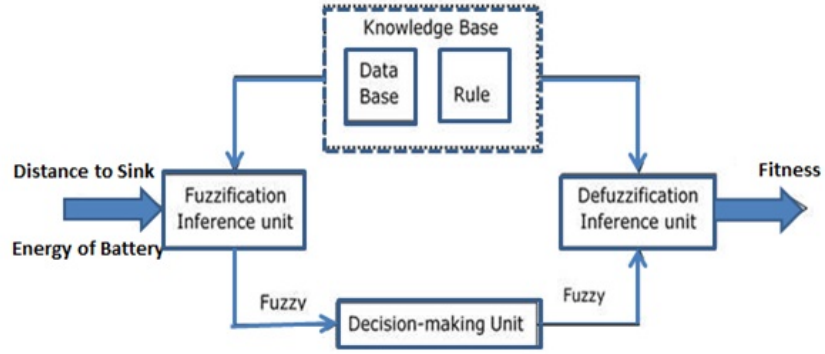 Knowledge Base
Data
Base
Rule
Distance to Sink
Fitness
Fuzzification
Inference unit
Defuzzification
Inference unit
Energy of Battery
Fuzzy
Fuzzy
Decision-making Unit